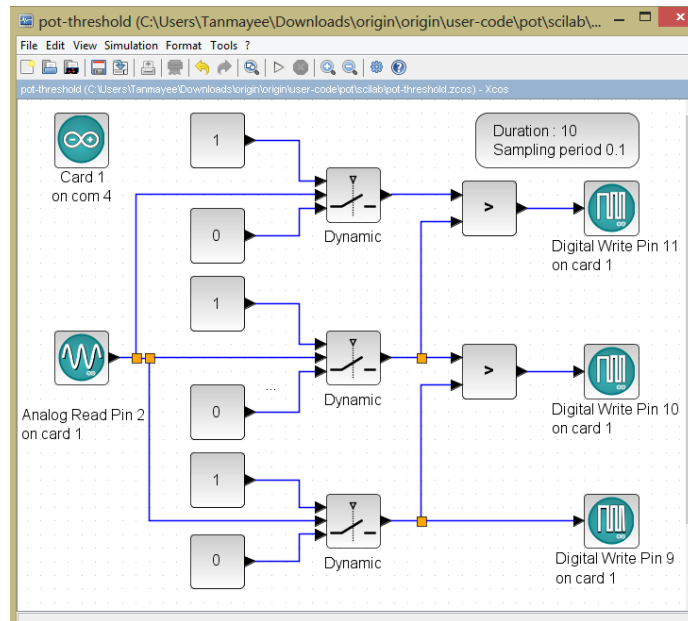 pot-threshold (C:\Users\Tanmayee\Downloads\origin\origin\user-code\pot\scilab\...
File Edit View Simulation Format Tools ?
pot-threshold (C:\Users\Tanmayee\Downloads\origin\origin\user-code\pot\scilab\pot-threshold.zcos) - Xcos
Card 1
on com 4
1
0
Dynamic
Duration : 10
Sampling period 0.1
>
Digital Write Pin 11
on card 1
1
...
0
Dynamic
>
Analog Read Pin 2
on card 1
Digital Write Pin 10
on card 1
1
0
Dynamic
Digital Write Pin 9
on card 1